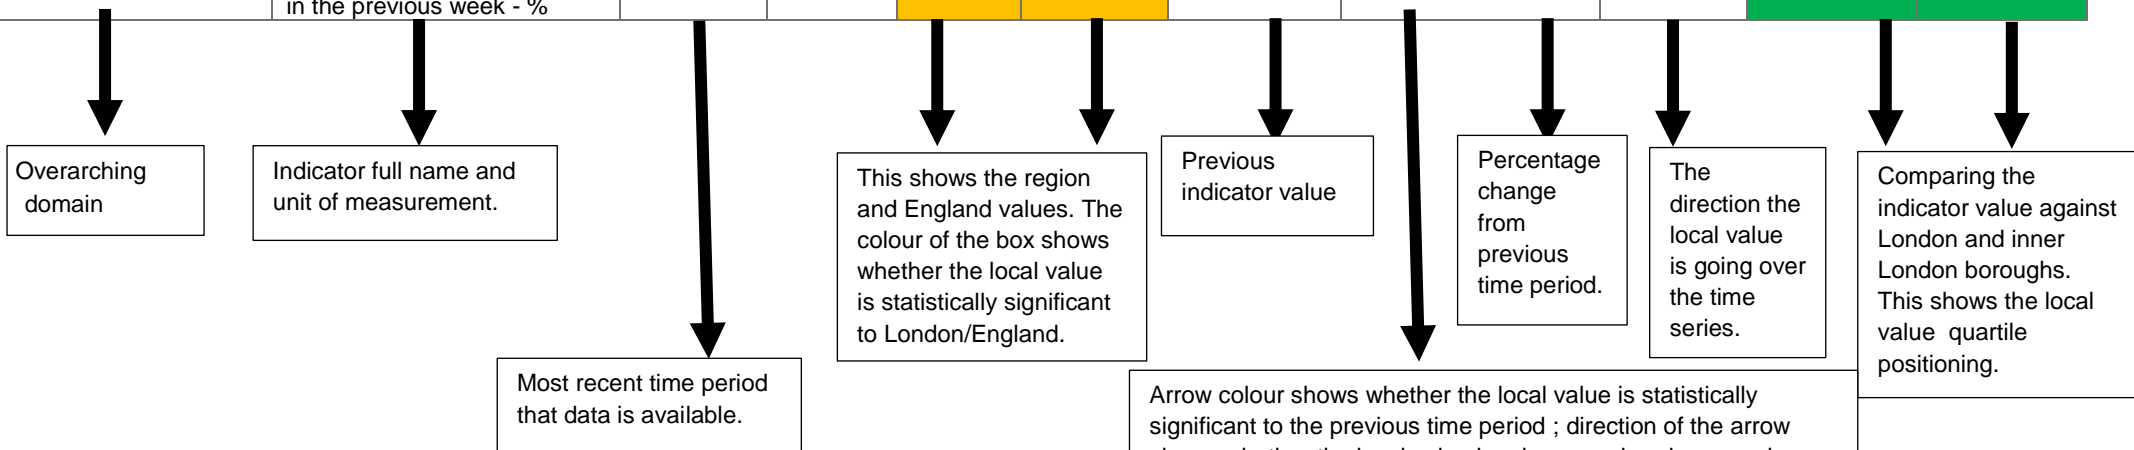 in the previous week - %
Overarching
domain
Indicator full name and
unit of measurement.
Most recent time period
that data is available.
This shows the region
and England values. The
colour of the box shows
whether the local value
is statistically significant
to London/England.
Previous
indicator value
Arrow colour shows whether the local value is statistically
significant to the previous time period ; direction of the arrow
Percentage
change
from
previous
time period.
The
direction the
local value
is going over
the time
series.
Comparing the
indicator value against
London and inner
London boroughs.
This shows the local
value quartile
positioning.